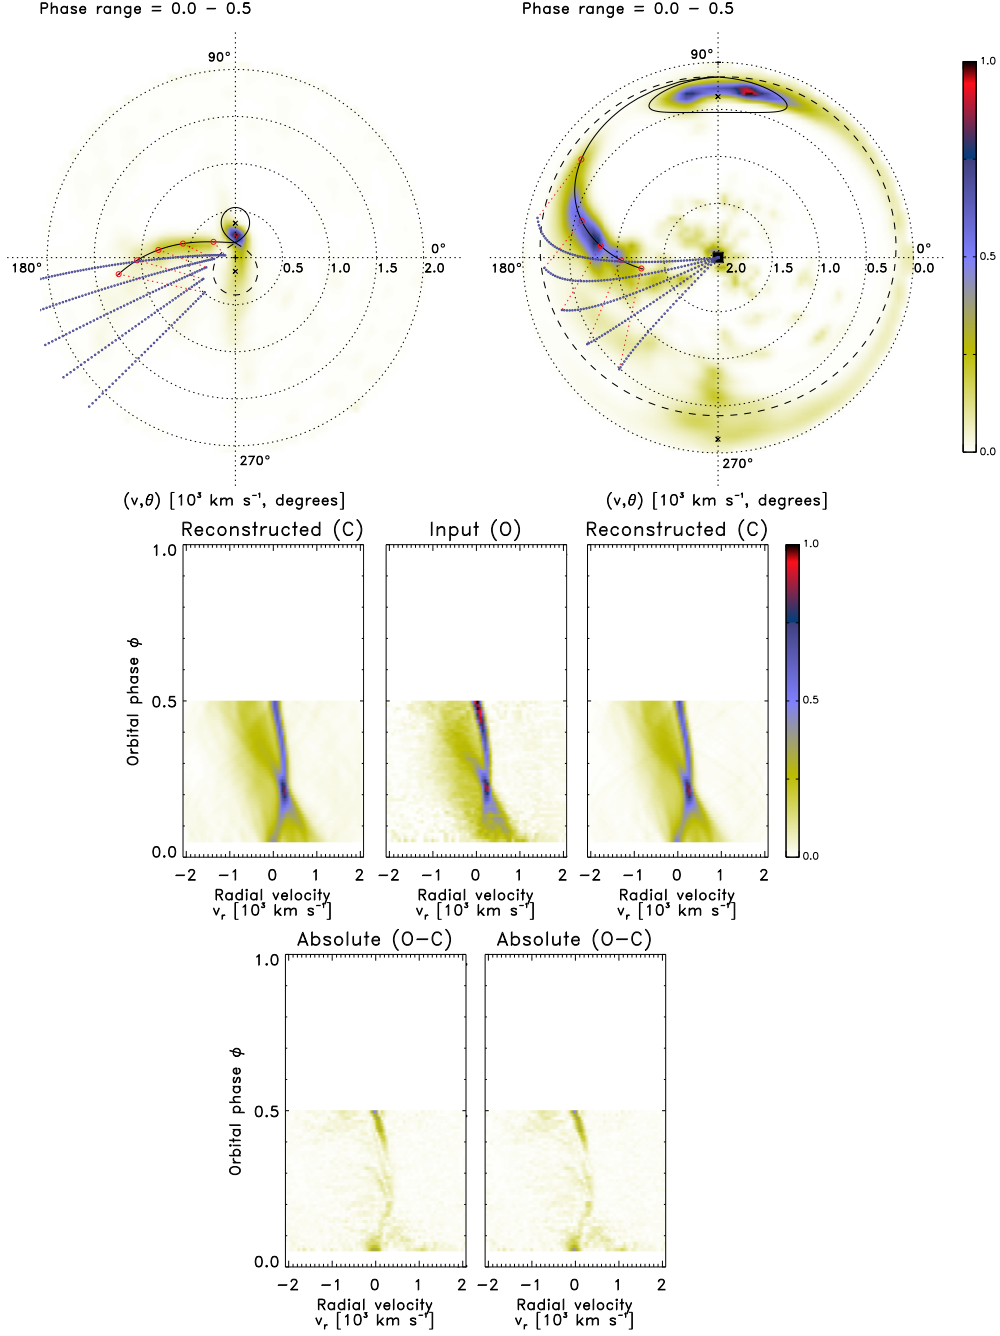 Phase range = 0.0 – 0.5 Phase range = 0.0 – 0.5
90° 90° 1.0
0° 0°
180° 0.5 1.0 1.5 2.0 180° 2.0 1.5 1.0 0.5 0.0 0.5
270° 270° 0.0
(v,θ) [10³ km s⁻¹, degrees] (v,θ) [10³ km s⁻¹, degrees]
Reconstructed (C) Input (O) Reconstructed (C)
1.0 1.0
Orbital phase ϕ
0.5 0.5
0.0 0.0
−2 −1 0 1 2 −2 −1 0 1 2 −2 −1 0 1 2
Radial velocity Radial velocity Radial velocity
vᵣ [10³ km s⁻¹] vᵣ [10³ km s⁻¹] vᵣ [10³ km s⁻¹]
Absolute (O−C) Absolute (O−C)
1.0
Orbital phase ϕ
0.5
0.0
−2 −1 0 1 2 −2 −1 0 1 2
Radial velocity Radial velocity
vᵣ [10³ km s⁻¹] vᵣ [10³ km s⁻¹]